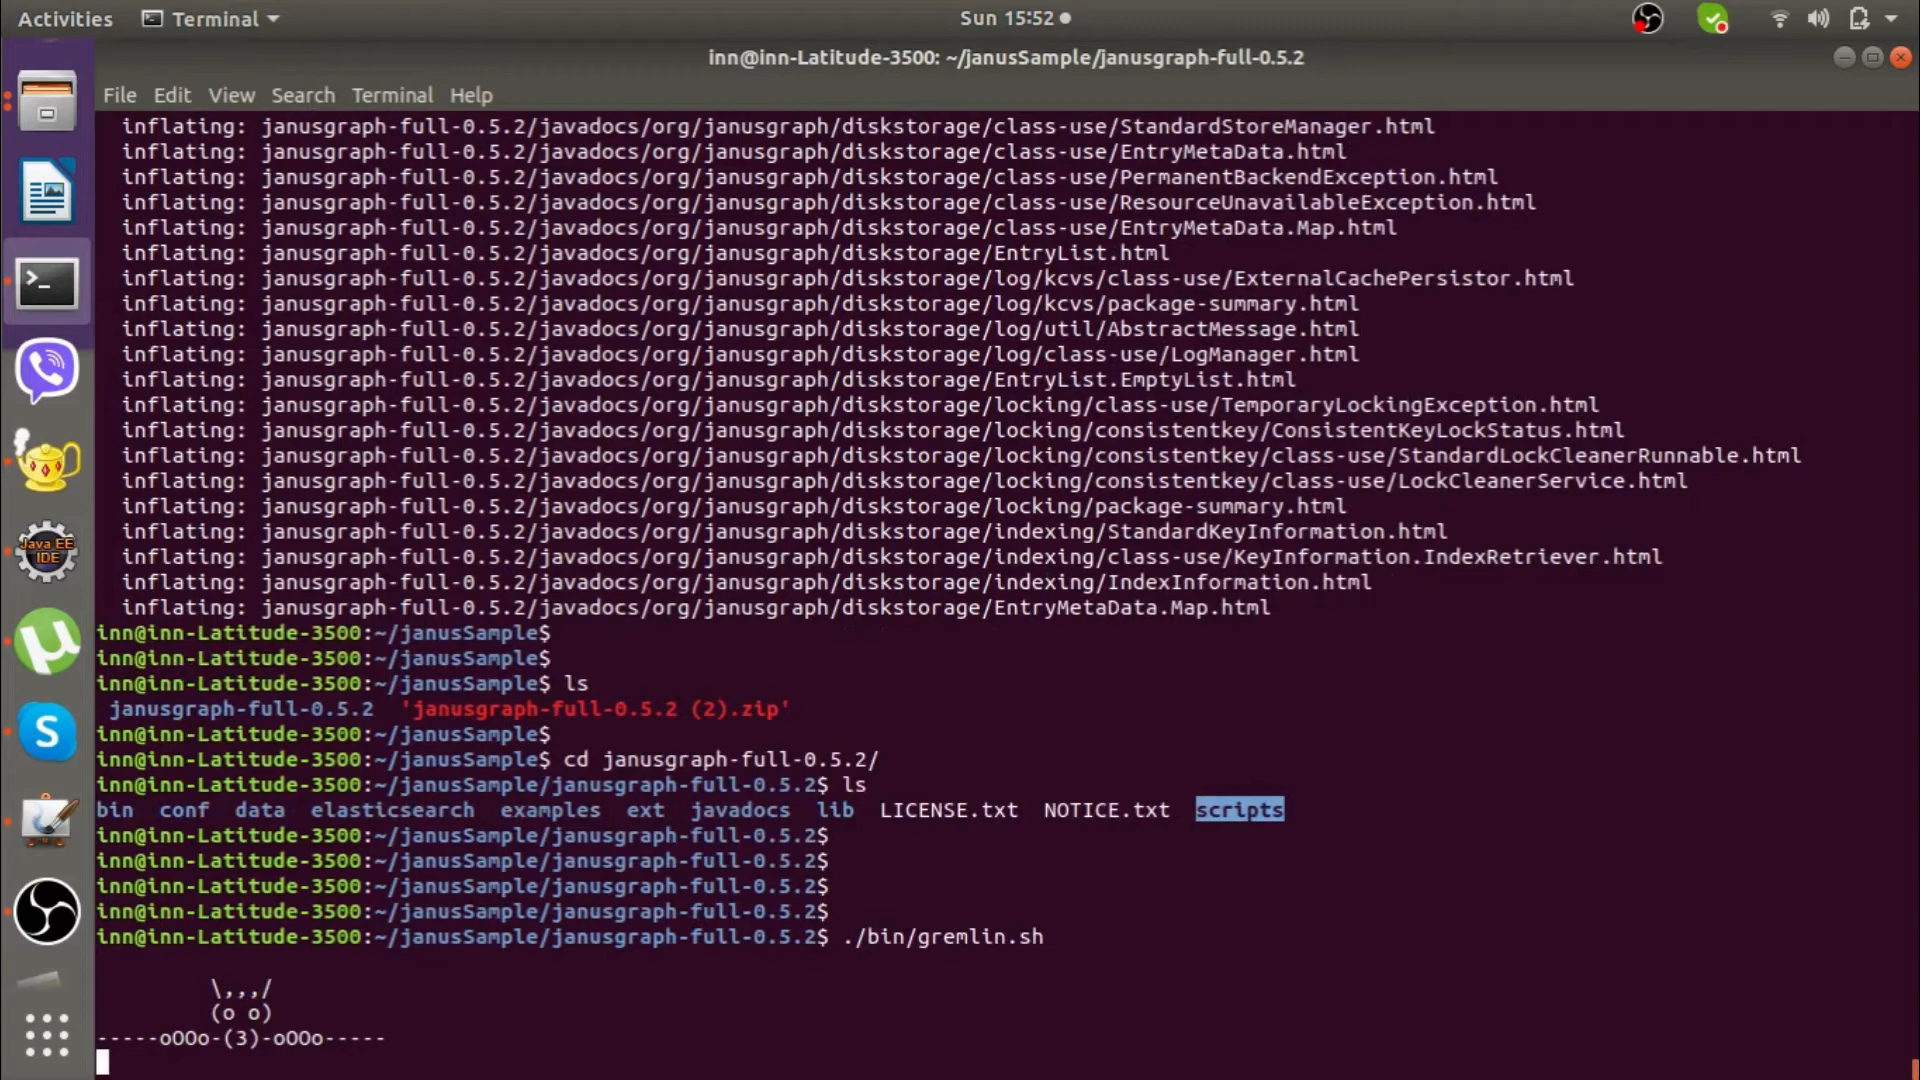 Activities Terminal Sun 15:52
inn@inn-Latitude-3500: ~/janusSample/janusgraph-full-0.5.2
File Edit View Search Terminal Help
inflating: janusgraph-full-0.5.2/javadocs/org/janusgraph/diskstorage/class-use/StandardStoreManager.html
inflating: janusgraph-full-0.5.2/javadocs/org/janusgraph/diskstorage/class-use/EntryMetaData.html
inflating: janusgraph-full-0.5.2/javadocs/org/janusgraph/diskstorage/class-use/PermanentBackendException.html
inflating: janusgraph-full-0.5.2/javadocs/org/janusgraph/diskstorage/class-use/ResourceUnavailableException.html
inflating: janusgraph-full-0.5.2/javadocs/org/janusgraph/diskstorage/class-use/EntryMetaData.Map.html
inflating: janusgraph-full-0.5.2/javadocs/org/janusgraph/diskstorage/EntryList.html
inflating: janusgraph-full-0.5.2/javadocs/org/janusgraph/diskstorage/log/kcvs/class-use/ExternalCachePersistor.html
inflating: janusgraph-full-0.5.2/javadocs/org/janusgraph/diskstorage/log/kcvs/package-summary.html
inflating: janusgraph-full-0.5.2/javadocs/org/janusgraph/diskstorage/log/util/AbstractMessage.html
inflating: janusgraph-full-0.5.2/javadocs/org/janusgraph/diskstorage/log/class-use/LogManager.html
inflating: janusgraph-full-0.5.2/javadocs/org/janusgraph/diskstorage/EntryList.EmptyList.html
inflating: janusgraph-full-0.5.2/javadocs/org/janusgraph/diskstorage/locking/class-use/TemporaryLockingException.html
inflating: janusgraph-full-0.5.2/javadocs/org/janusgraph/diskstorage/locking/consistentkey/ConsistentKeyLockStatus.html
inflating: janusgraph-full-0.5.2/javadocs/org/janusgraph/diskstorage/locking/consistentkey/class-use/StandardLockCleanerRunnable.html
inflating: janusgraph-full-0.5.2/javadocs/org/janusgraph/diskstorage/locking/consistentkey/class-use/LockCleanerService.html
inflating: janusgraph-full-0.5.2/javadocs/org/janusgraph/diskstorage/locking/package-summary.html
inflating: janusgraph-full-0.5.2/javadocs/org/janusgraph/diskstorage/indexing/StandardKeyInformation.html
inflating: janusgraph-full-0.5.2/javadocs/org/janusgraph/diskstorage/indexing/class-use/KeyInformation.IndexRetriever.html
inflating: janusgraph-full-0.5.2/javadocs/org/janusgraph/diskstorage/indexing/IndexInformation.html
inflating: janusgraph-full-0.5.2/javadocs/org/janusgraph/diskstorage/EntryMetaData.Map.html
inn@inn-Latitude-3500:~/janusSample$
inn@inn-Latitude-3500:~/janusSample$
inn@inn-Latitude-3500:~/janusSample$ ls
janusgraph-full-0.5.2 'janusgraph-full-0.5.2 (2).zip'
inn@inn-Latitude-3500:~/janusSample$
inn@inn-Latitude-3500:~/janusSample$ cd janusgraph-full-0.5.2/
inn@inn-Latitude-3500:~/janusSample/janusgraph-full-0.5.2$ ls
bin conf data elasticsearch examples ext javadocs lib LICENSE.txt NOTICE.txt scripts
inn@inn-Latitude-3500:~/janusSample/janusgraph-full-0.5.2$
inn@inn-Latitude-3500:~/janusSample/janusgraph-full-0.5.2$
inn@inn-Latitude-3500:~/janusSample/janusgraph-full-0.5.2$
inn@inn-Latitude-3500:~/janusSample/janusgraph-full-0.5.2$
inn@inn-Latitude-3500:~/janusSample/janusgraph-full-0.5.2$ ./bin/gremlin.sh
\,,,/
(o o)
-----oOOo-(3)-oOOo-----
Java EE
IDE